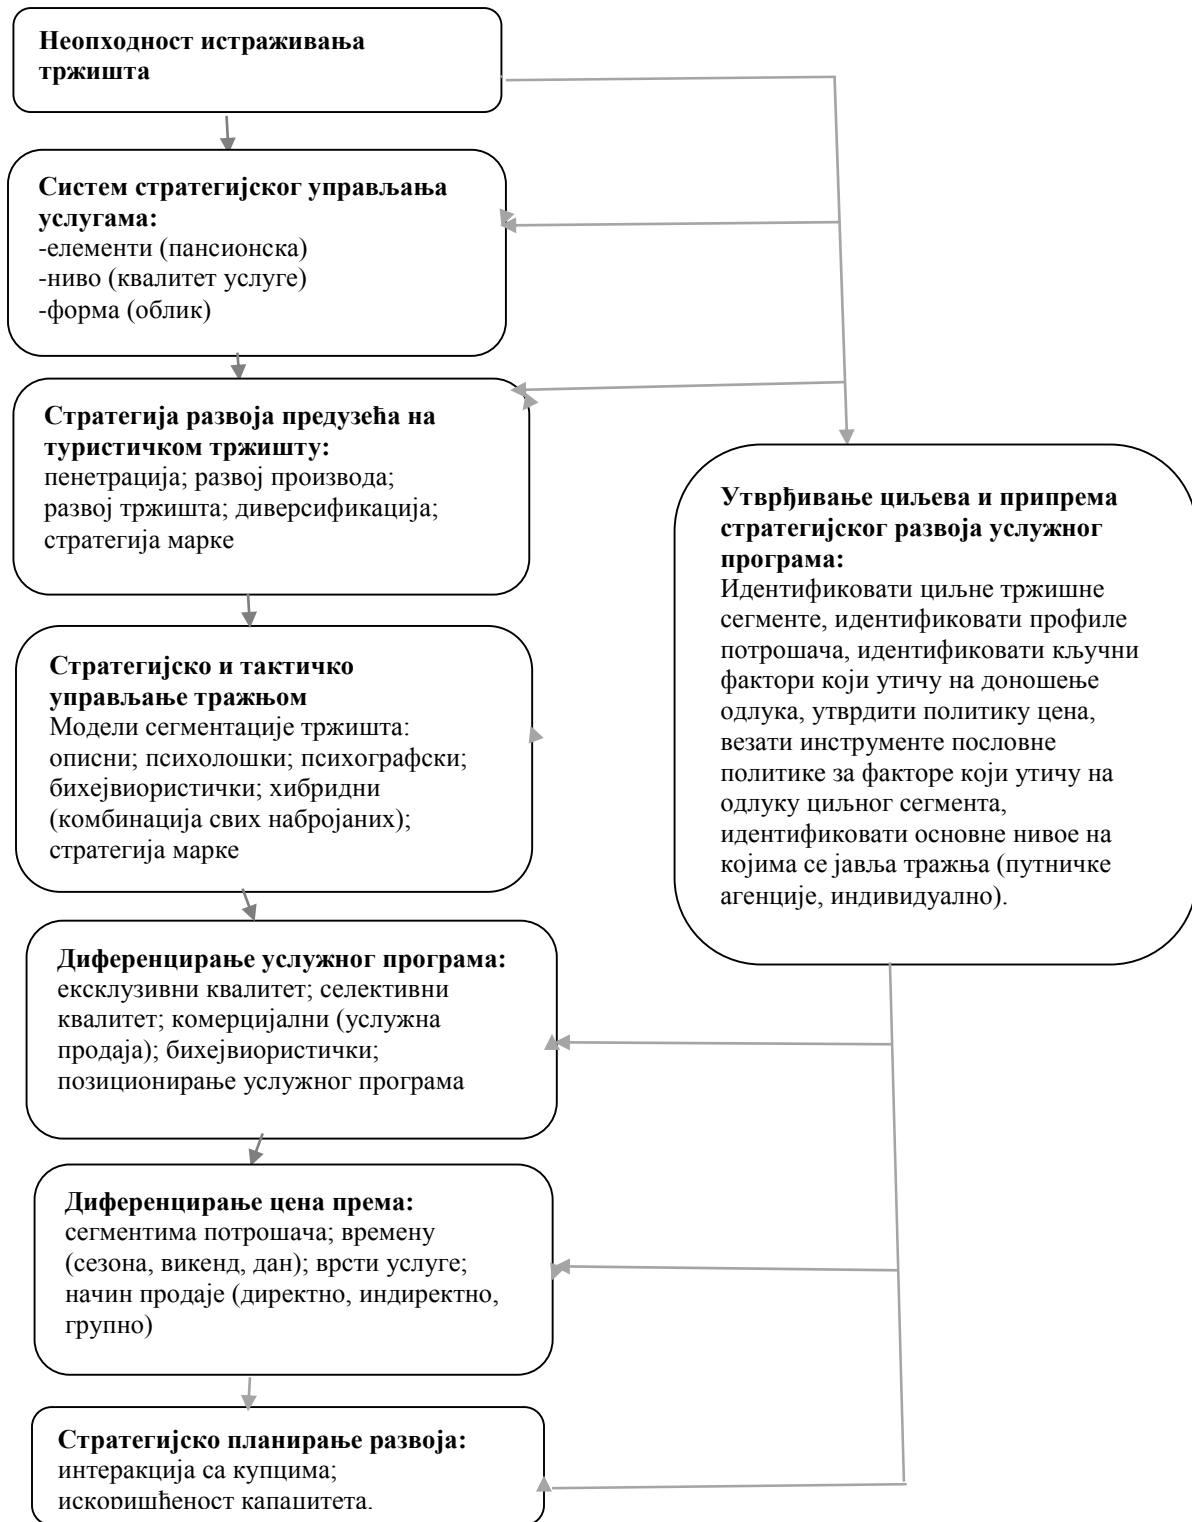 Неопходност истраживања
тржишта
Систем стратегијског управљања
услугама:
-елементи (пансионска)
-ниво (квалитет услуге)
-форма (облик)
Стратегија развоја предузећа на
туристичком тржишту:
пенетрација; развој производа;
развој тржишта; диверсификација;
стратегија марке
Стратегијско и тактичко
управљање тражњом
Модели сегментације тржишта:
описни; психолошки; психографски;
бихејвиористички; хибридни
(комбинација свих набројаних);
стратегија марке
Диференцирање услужног програма:
ексклузивни квалитет; селективни
квалитет; комерцијални (услужна
продаја); бихејвиористички;
позиционирање услужног програма
Диференцирање цена према:
сегментима потрошача; времену
(сезона, викенд, дан); врсти услуге;
начин продаје (директно, индиректно,
групно)
Стратегијско планирање развоја:
интеракција са купцима;
искоришћеност капацитета.
Утврђивање циљева и припрема
стратегијског развоја услужног
програма:
Идентификовати циљне тржишне
сегменте, идентификовати профиле
потрошача, идентификовати кључни
фактори који утичу на доношење
одлука, утврдити политику цена,
везати инструменте пословне
политике за факторе који утичу на
одлуку циљног сегмента,
идентификовати основне нивое на
којима се јавља тражња (путничке
агенције, индивидуално).